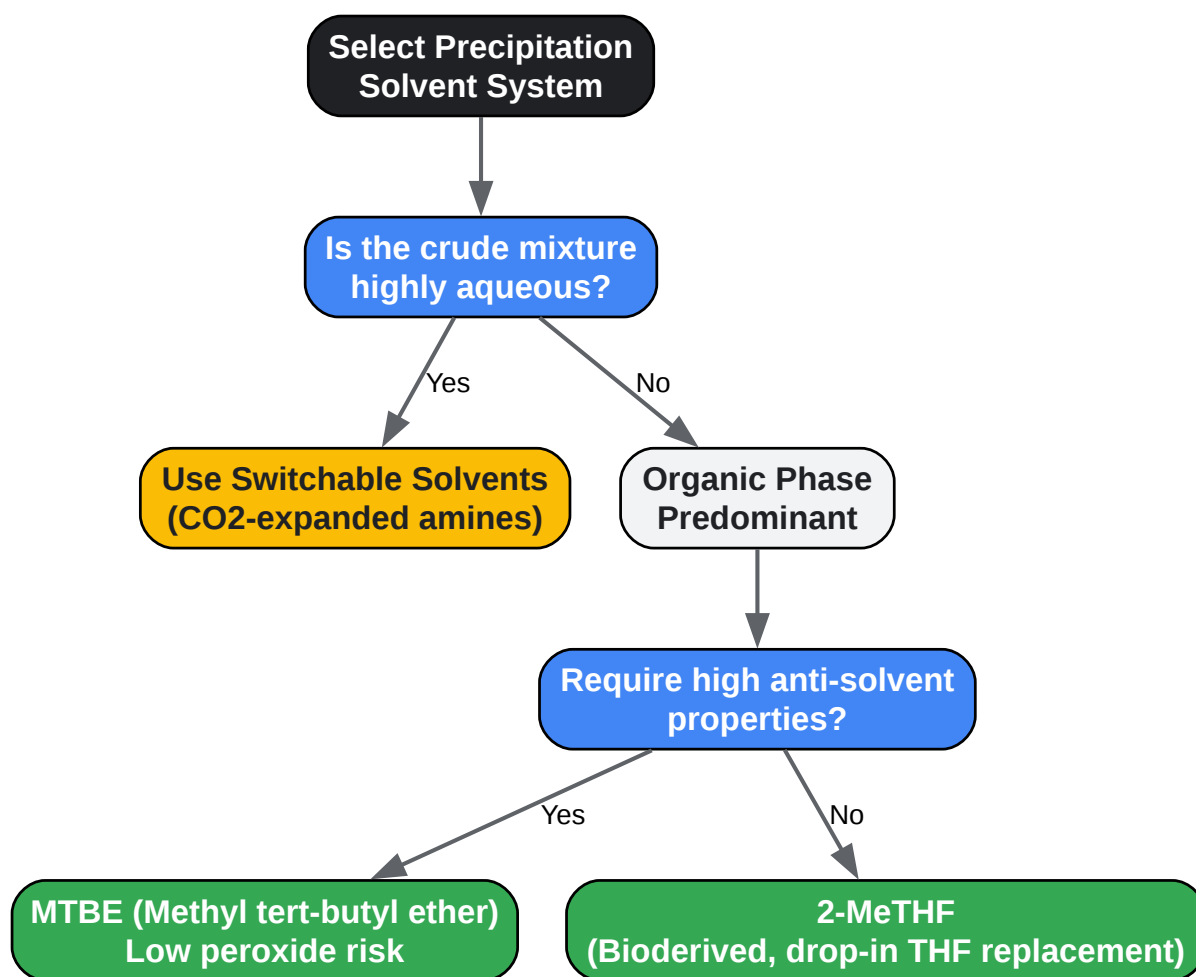 Select Precipitation
Solvent System
Is the crude mixture
highly aqueous?
Yes
No
Use Switchable Solvents
(CO2-expanded amines)
Organic Phase
Predominant
Require high anti-solvent
properties?
Yes
No
MTBE (Methyl tert-butyl ether)
Low peroxide risk
2-MeTHF
(Bioderived, drop-in THF replacement)